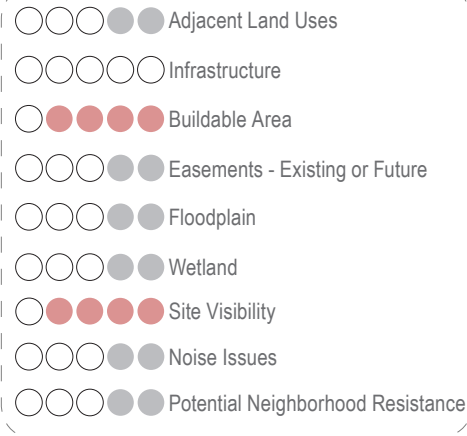 Adjacent Land Uses
Infrastructure
Buildable Area
Easements - Existing or Future
Floodplain
Wetland
Site Visibility
Noise Issues
Potential Neighborhood Resistance